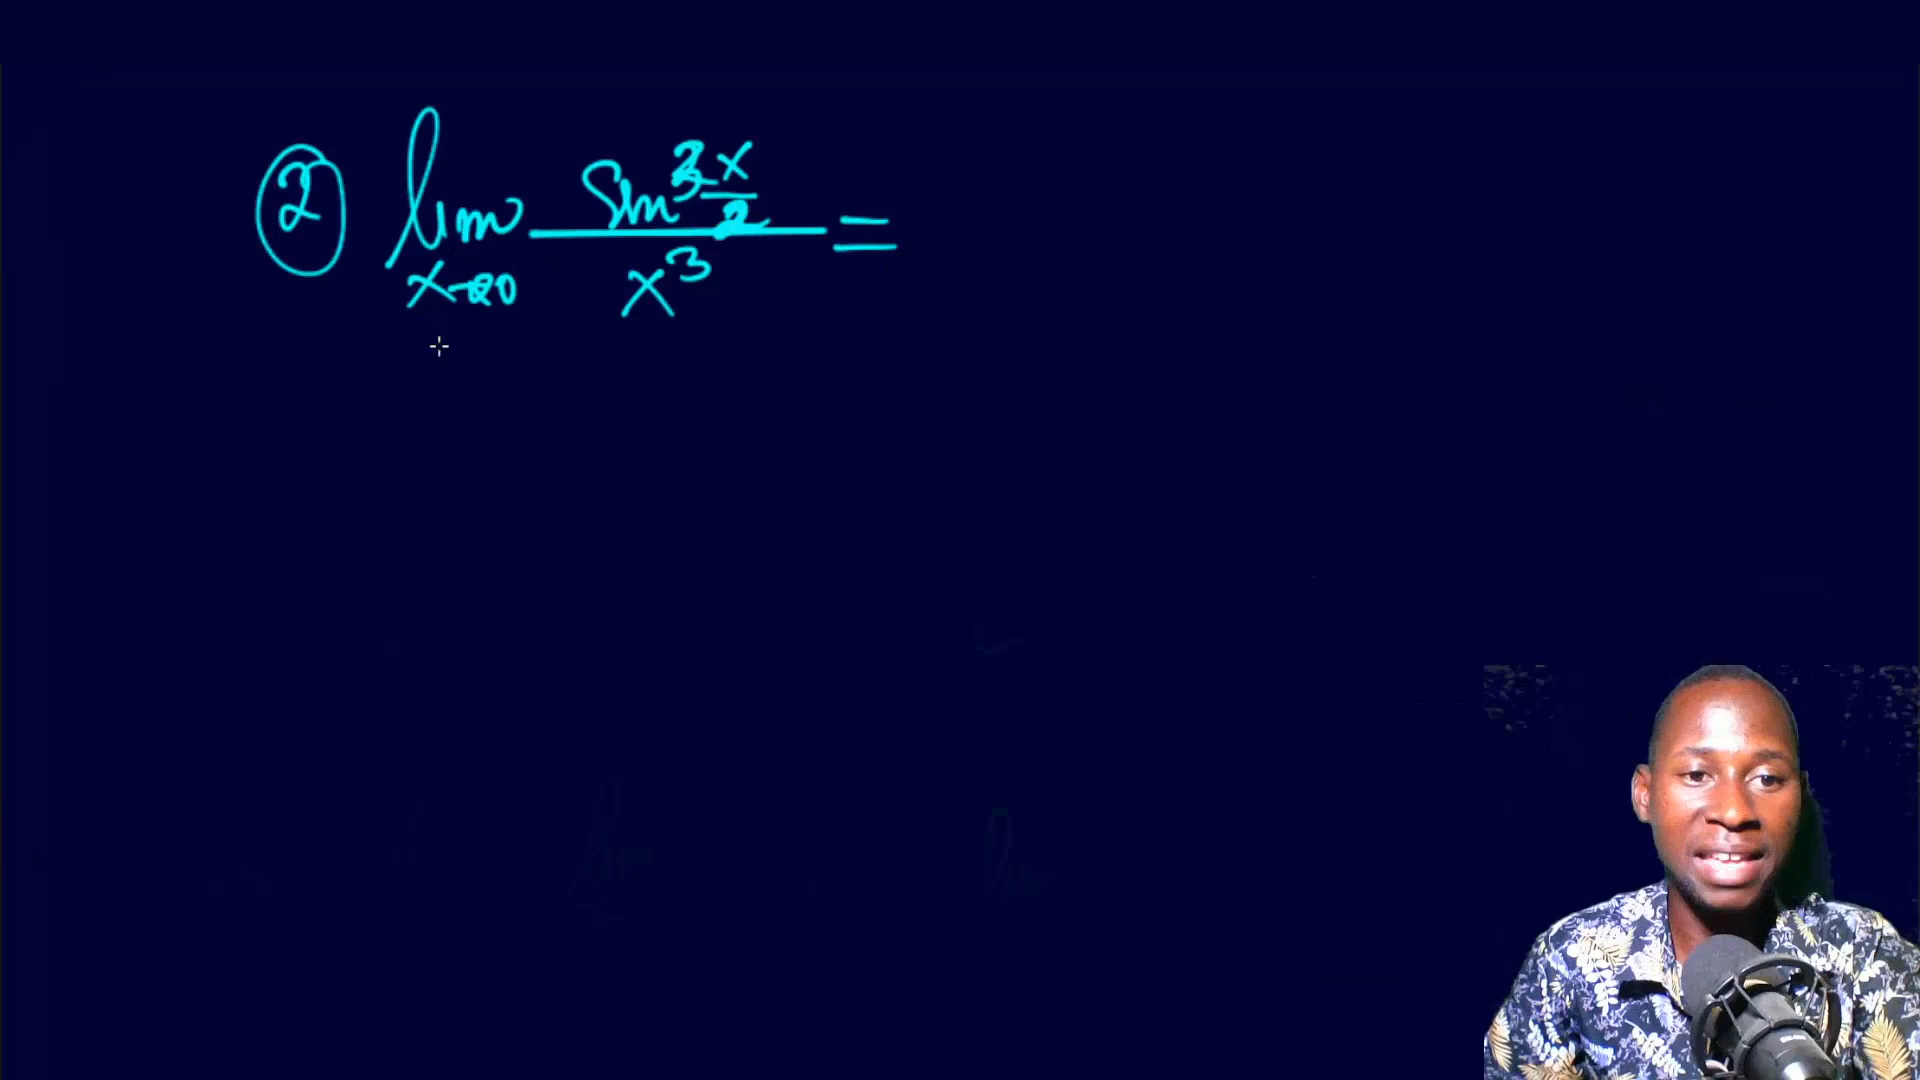 ② lim x→0 sin³ x/2 / x³ =